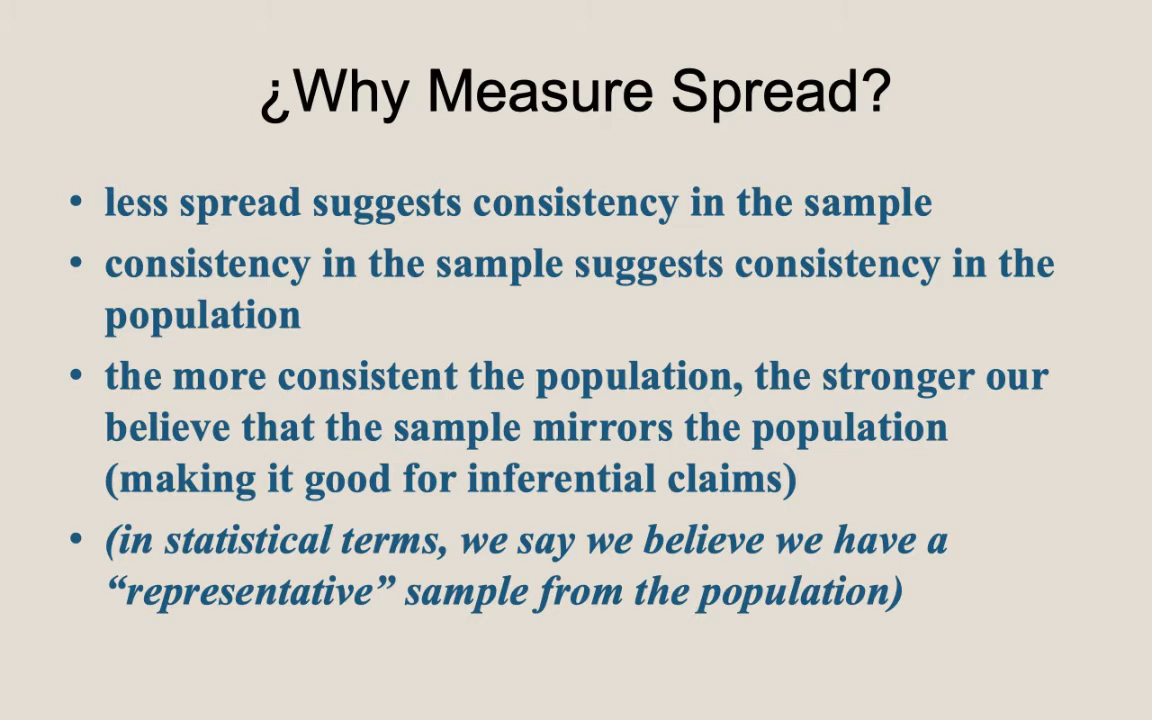 ¿Why Measure Spread?
• less spread suggests consistency in the sample
• consistency in the sample suggests consistency in the
population
• the more consistent the population, the stronger our
believe that the sample mirrors the population
(making it good for inferential claims)
• (in statistical terms, we say we believe we have a
“representative” sample from the population)